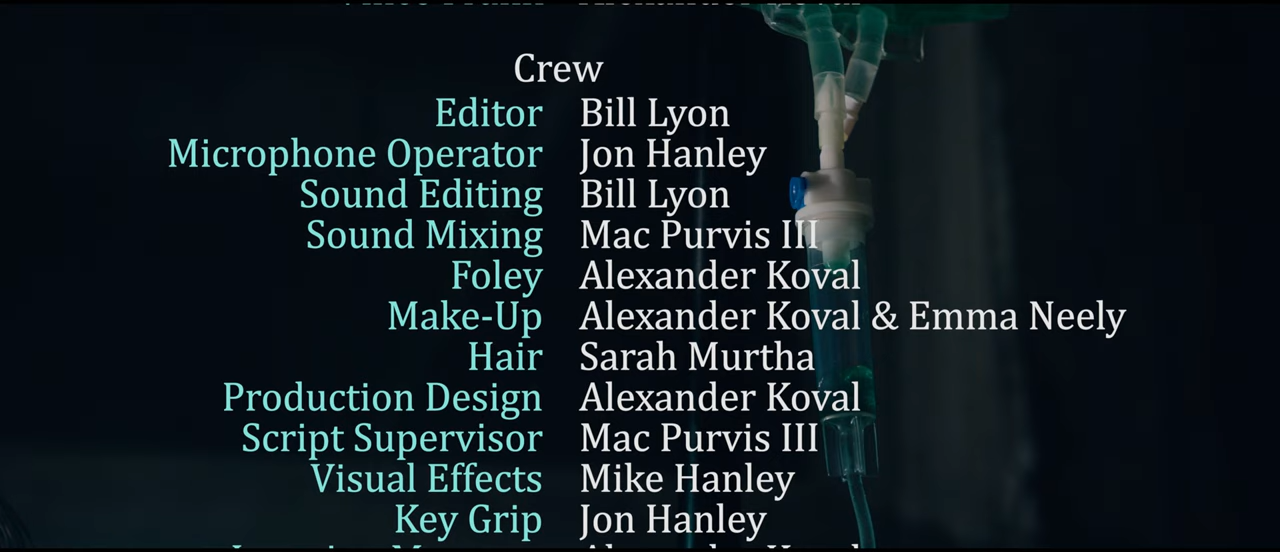 Crew
Editor Bill Lyon
Microphone Operator Jon Hanley
Sound Editing Bill Lyon
Sound Mixing Mac Purvis III
Foley Alexander Koval
Make-Up Alexander Koval & Emma Neely
Hair Sarah Murtha
Production Design Alexander Koval
Script Supervisor Mac Purvis III
Visual Effects Mike Hanley
Key Grip Jon Hanley